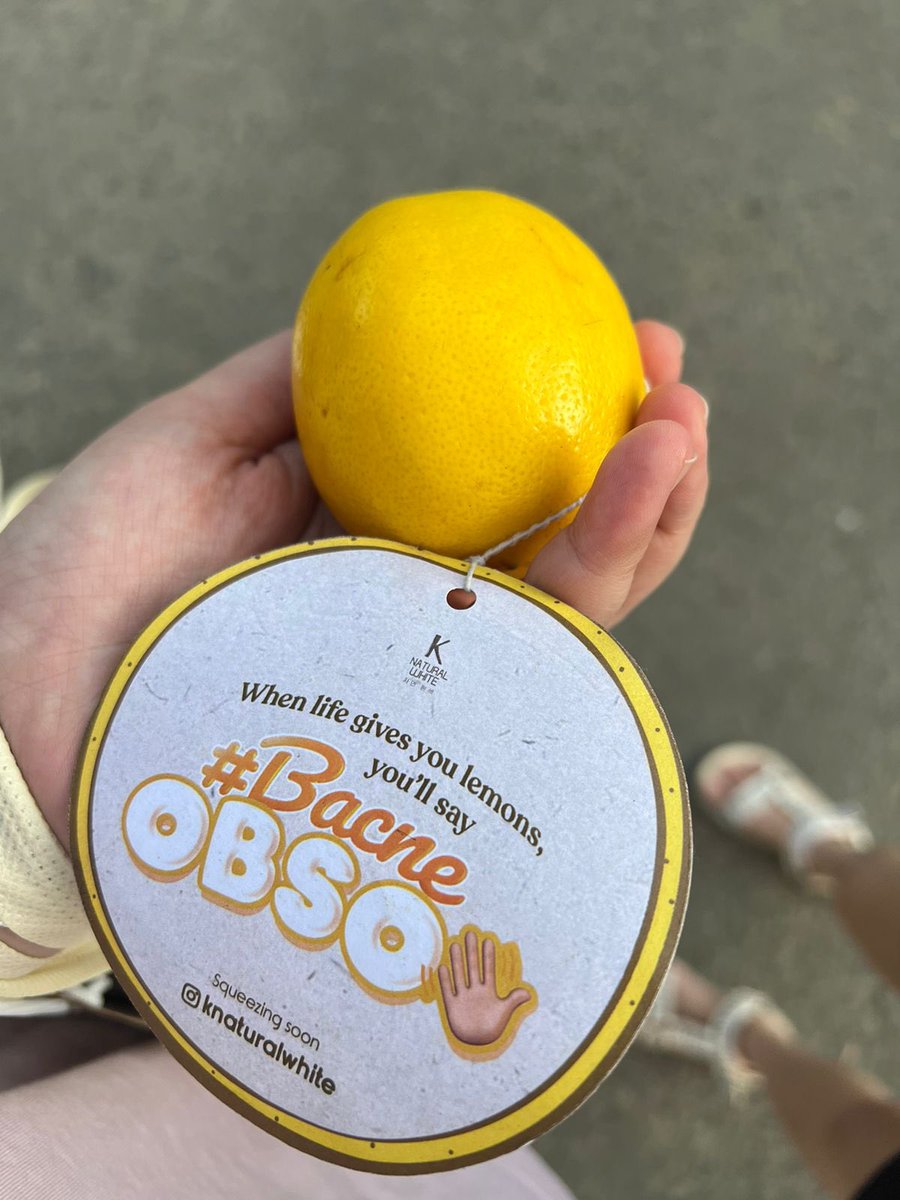 K
NATURAL
WHITE
When life gives you lemons,
you'll say
#Bacne
OBSO
Squeezing soon
knaturalwhite